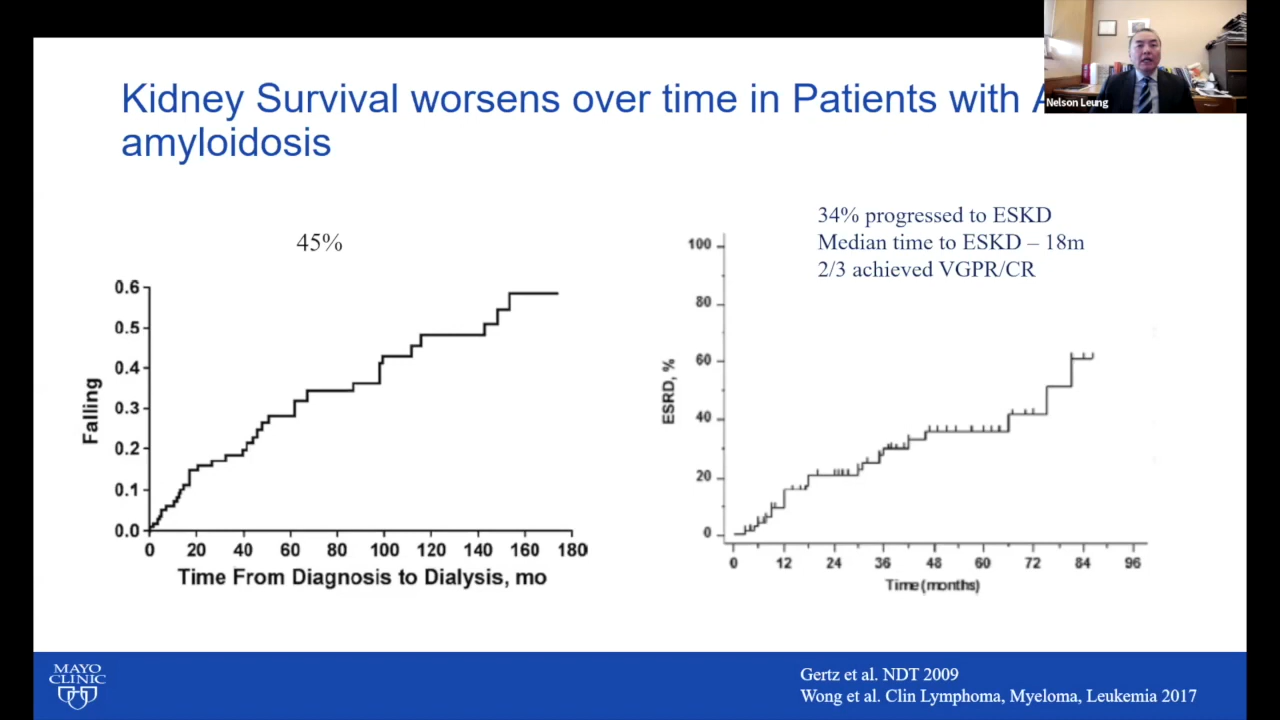 Nelson Leung
Kidney Survival worsens over time in Patients with
amyloidosis
45%
0.6
0.5
0.4
0.3
0.2
0.1
0.0
Falling
0 20 40 60 80 100 120 140 160 180
Time From Diagnosis to Dialysis, mo
34% progressed to ESKD
Median time to ESKD – 18m
2/3 achieved VGPR/CR
100
80
60
40
20
0
ESRD, %
0 12 24 36 48 60 72 84 96
Time (months)
MAYO
CLINIC
Gertz et al. NDT 2009
Wong et al. Clin Lymphoma, Myeloma, Leukemia 2017